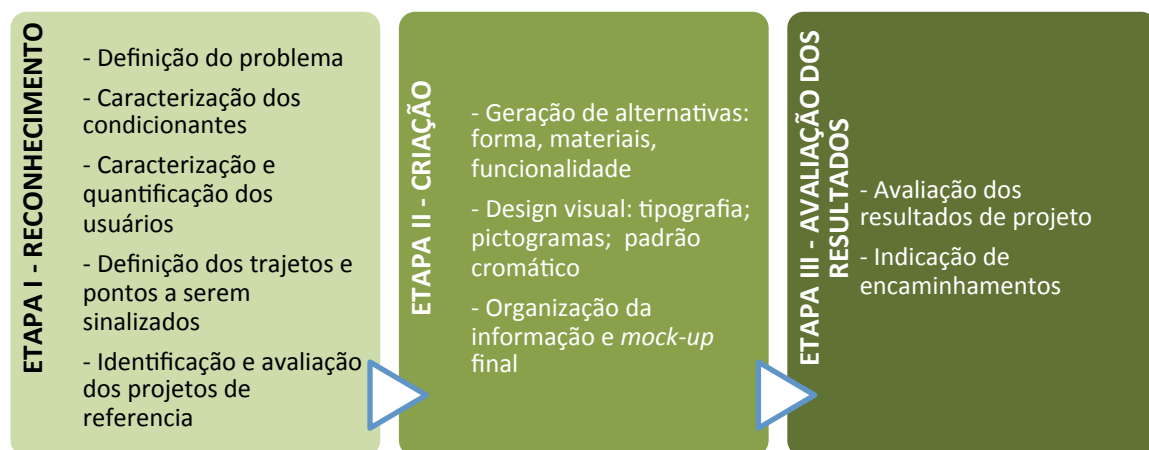 ETAPA I - RECONHECIMENTO
- Definição do problema
- Caracterização dos
condicionantes
- Caracterização e
quantificação dos
usuários
- Definição dos trajetos e
pontos a serem
sinalizados
- Identificação e avaliação
dos projetos de
referencia
ETAPA II - CRIAÇÃO
- Geração de alternativas:
forma, materiais,
funcionalidade
- Design visual: tipografia;
pictogramas; padrão
cromático
- Organização da
informação e mock-up
final
ETAPA III - AVALIAÇÃO DOS
RESULTADOS
- Avaliação dos
resultados de projeto
- Indicação de
encaminhamentos